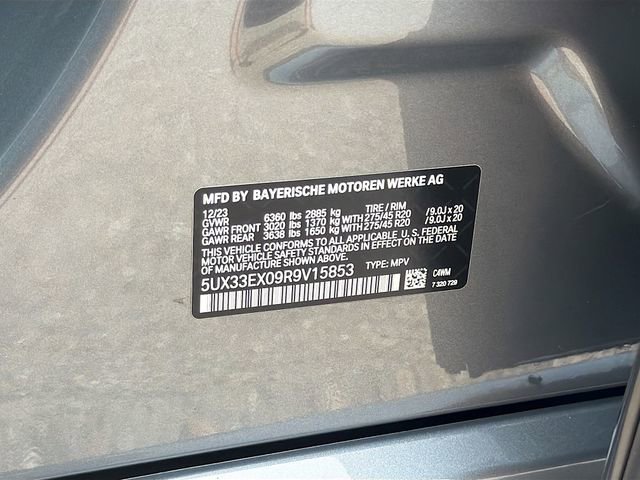 MFD BY BAYERISCHE MOTOREN WERKE AG
12/23 TIRE / RIM
GVWR 6360 lbs 2885 kg
GAWR FRONT 3020 lbs 1370 kg WITH 275/45 R20 /9.0J x 20
GAWR REAR 3638 lbs 1650 kg WITH 275/45 R20 /9.0J x 20
THIS VEHICLE CONFORMS TO ALL APPLICABLE U. S. FEDERAL
MOTOR VEHICLE SAFETY STANDARDS IN EFFECT ON THE DATE OF
MANUFACTURE SHOWN ABOVE.
5UX33EX09R9V15853 TYPE: MPV
C4WM
7 320 729